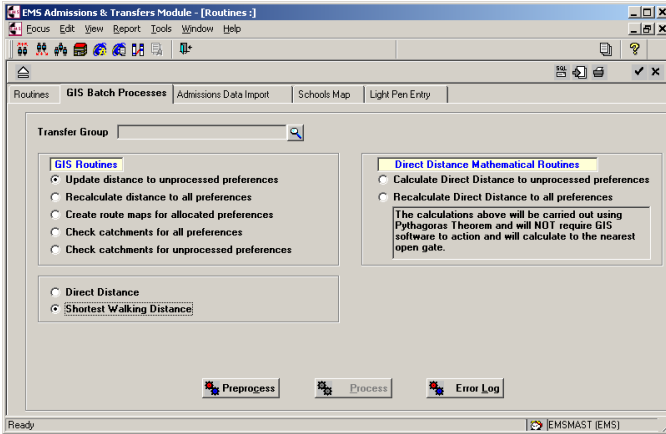 EMS Admissions & Transfers Module - [Routines :]
Focus Edit View Report Tools Window Help
SQL
Routines GIS Batch Processes Admissions Data Import Schools Map Light Pen Entry
Transfer Group
GIS Routines
Update distance to unprocessed preferences
Recalculate distance to all preferences
Create route maps for allocated preferences
Check catchments for all preferences
Check catchments for unprocessed preferences
Direct Distance
Shortest Walking Distance
Direct Distance Mathematical Routines
Calculate Direct Distance to unprocessed preferences
Recalculate Direct Distance to all preferences
The calculations above will be carried out using
Pythagoras Theorem and will NOT require GIS
software to action and will calculate to the nearest
open gate.
Preprocess Process Error Log
Ready EMSMAST (EMS)